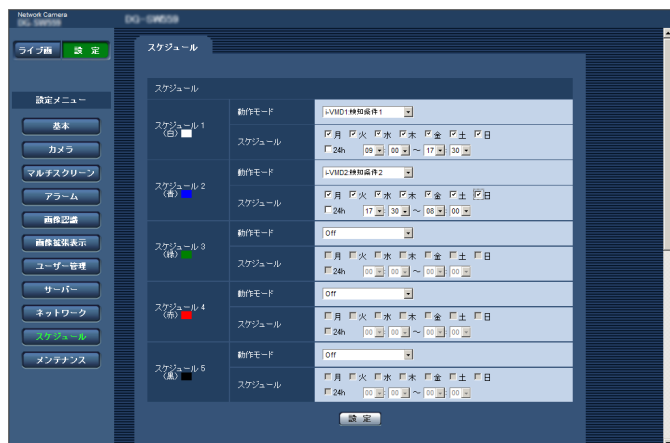 Network Camera
DG-SW559
DG-SW559
ライブ画
設 定
スケジュール
設定メニュー
基本
カメラ
マルチスクリーン
アラーム
画像認識
画像拡張表示
ユーザー管理
サーバー
ネットワーク
スケジュール
メンテナンス
スケジュール
スケジュール 1
(白)
動作モード
i-VMD1:検知条件1
スケジュール
月 火 水 木 金 土 日
24h 09 : 00 ～ 17 : 30
スケジュール 2
(青)
動作モード
i-VMD2:検知条件2
スケジュール
月 火 水 木 金 土 日
24h 17 : 30 ～ 08 : 00
スケジュール 3
(緑)
動作モード
Off
スケジュール
月 火 水 木 金 土 日
24h 00 : 00 ～ 00 : 00
スケジュール 4
(赤)
動作モード
Off
スケジュール
月 火 水 木 金 土 日
24h 00 : 00 ～ 00 : 00
スケジュール 5
(黒)
動作モード
Off
スケジュール
月 火 水 木 金 土 日
24h 00 : 00 ～ 00 : 00
設 定